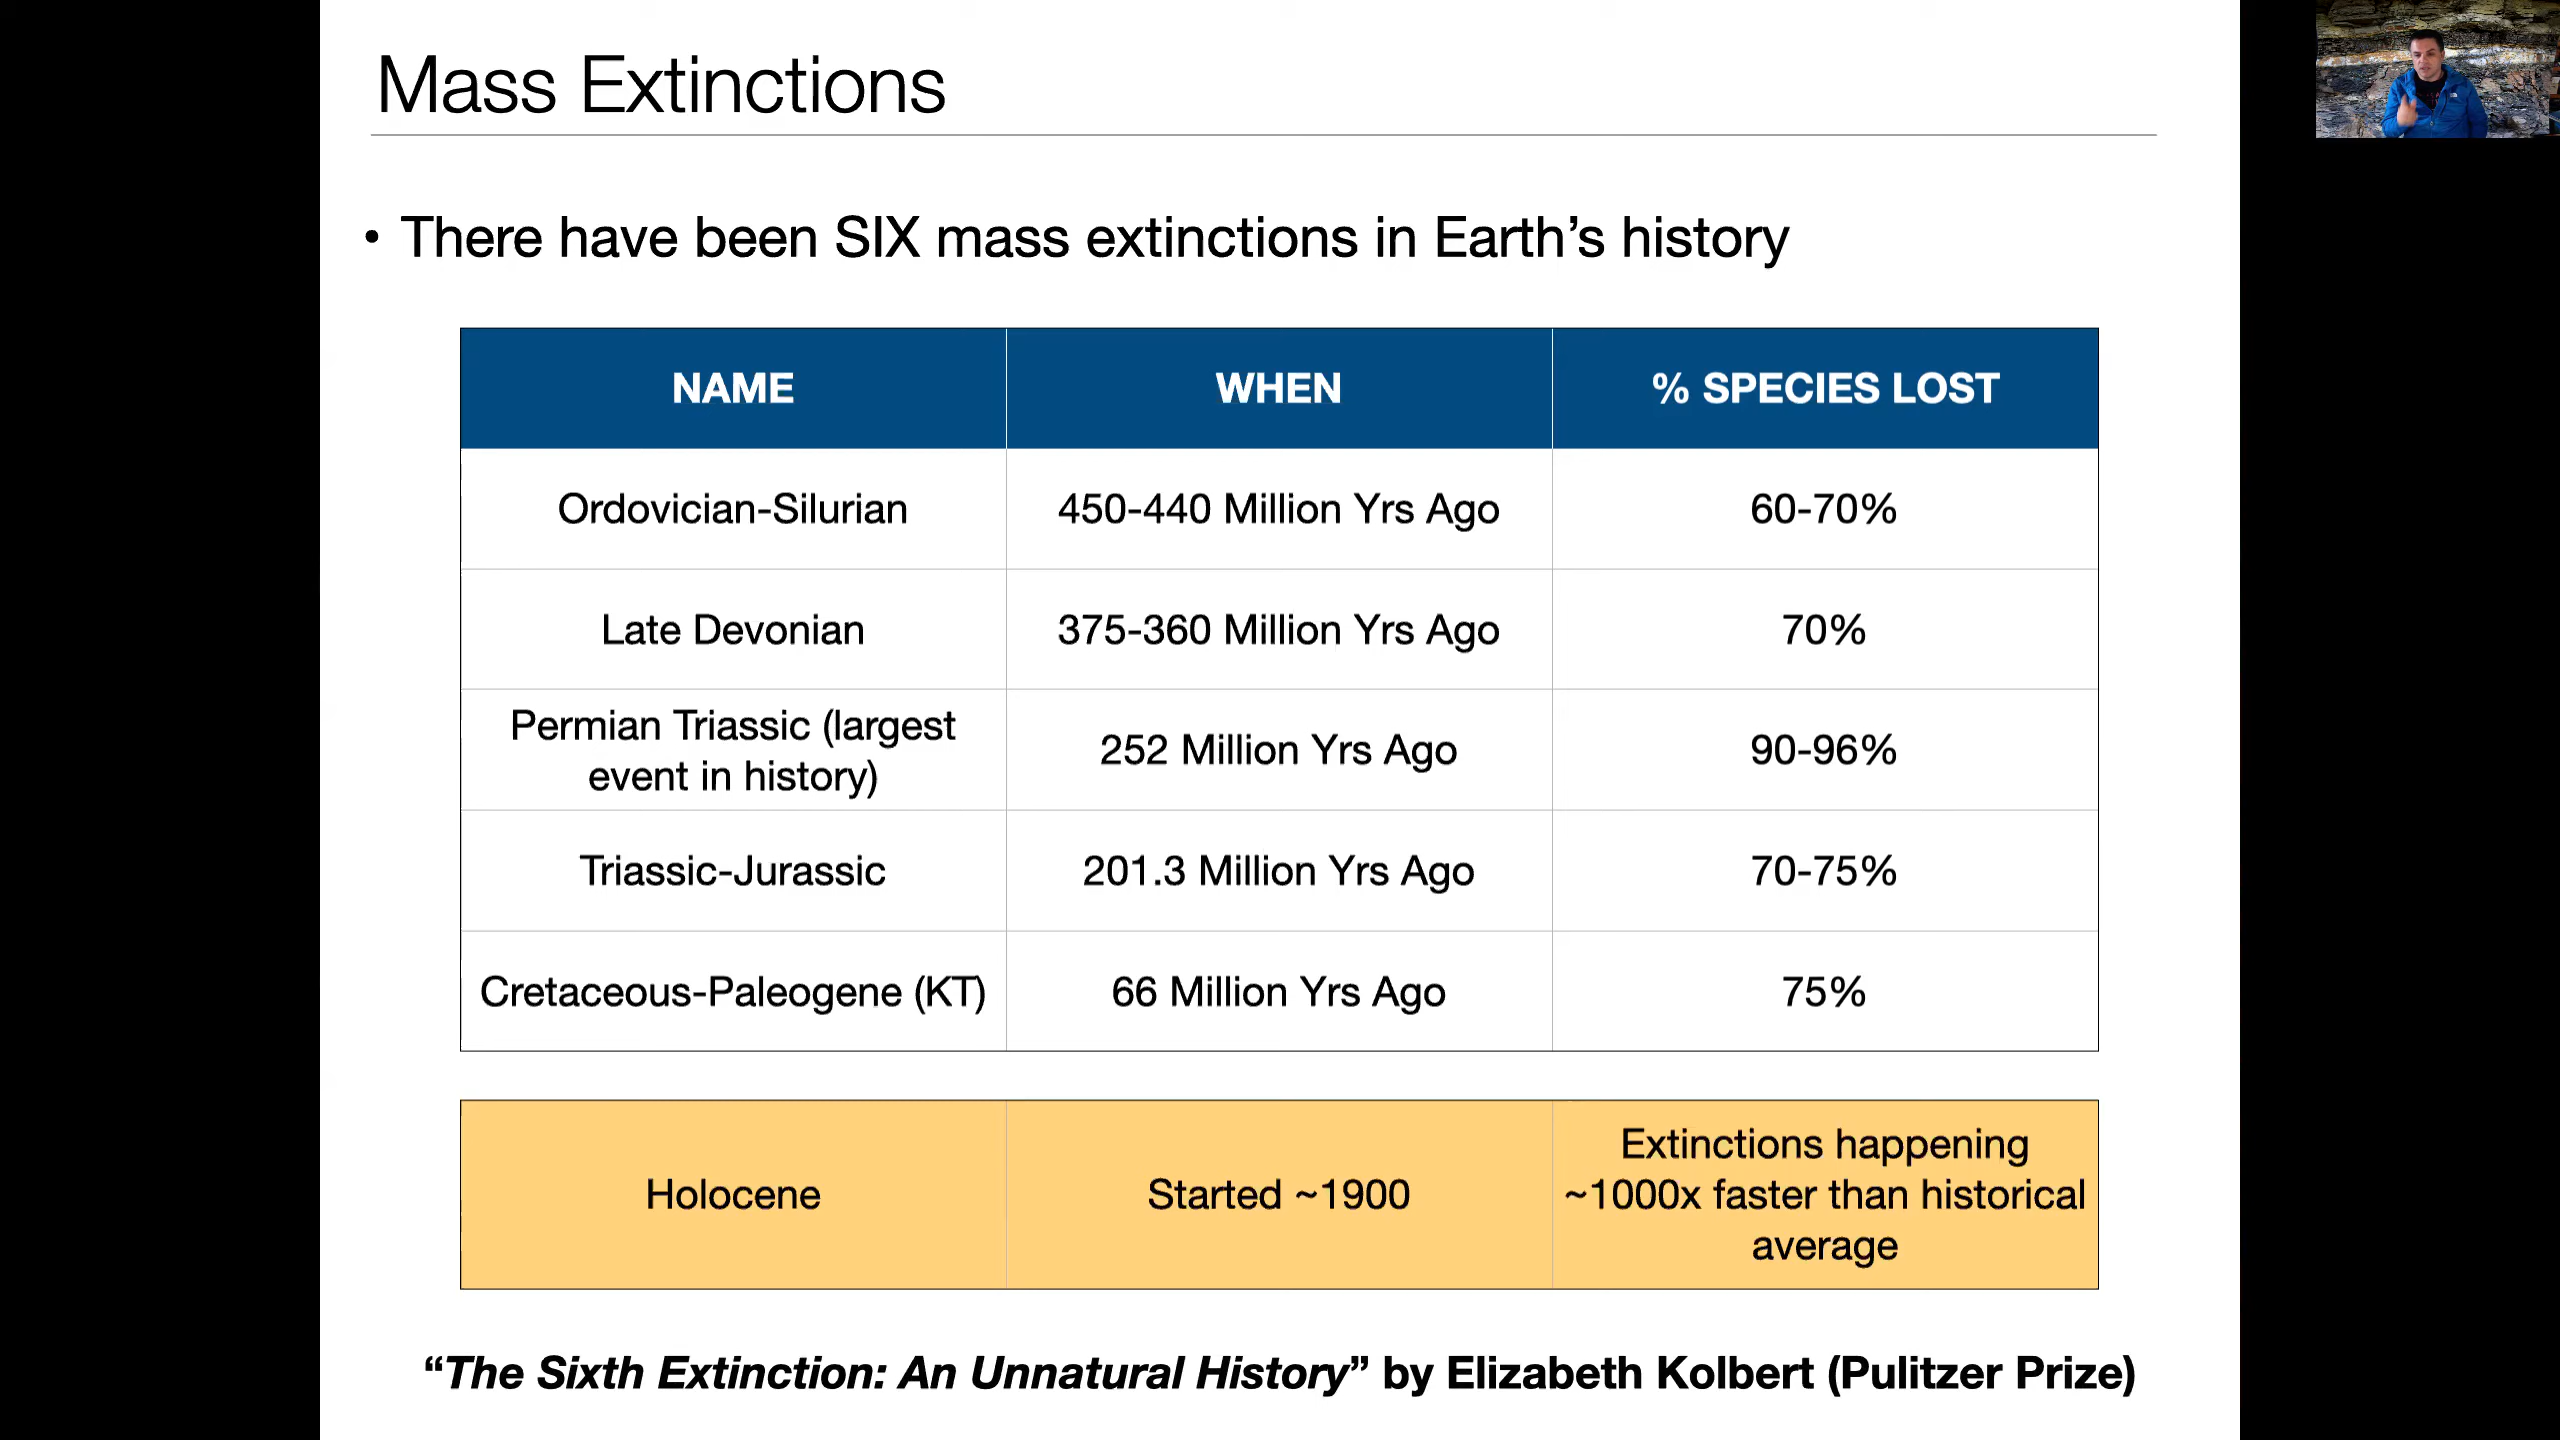 Mass Extinctions
• There have been SIX mass extinctions in Earth’s history
NAME WHEN % SPECIES LOST
Ordovician-Silurian 450-440 Million Yrs Ago 60-70%
Late Devonian 375-360 Million Yrs Ago 70%
Permian Triassic (largest
event in history) 252 Million Yrs Ago 90-96%
Triassic-Jurassic 201.3 Million Yrs Ago 70-75%
Cretaceous-Paleogene (KT) 66 Million Yrs Ago 75%
Holocene Started ~1900 Extinctions happening
~1000x faster than historical
average
“The Sixth Extinction: An Unnatural History” by Elizabeth Kolbert (Pulitzer Prize)